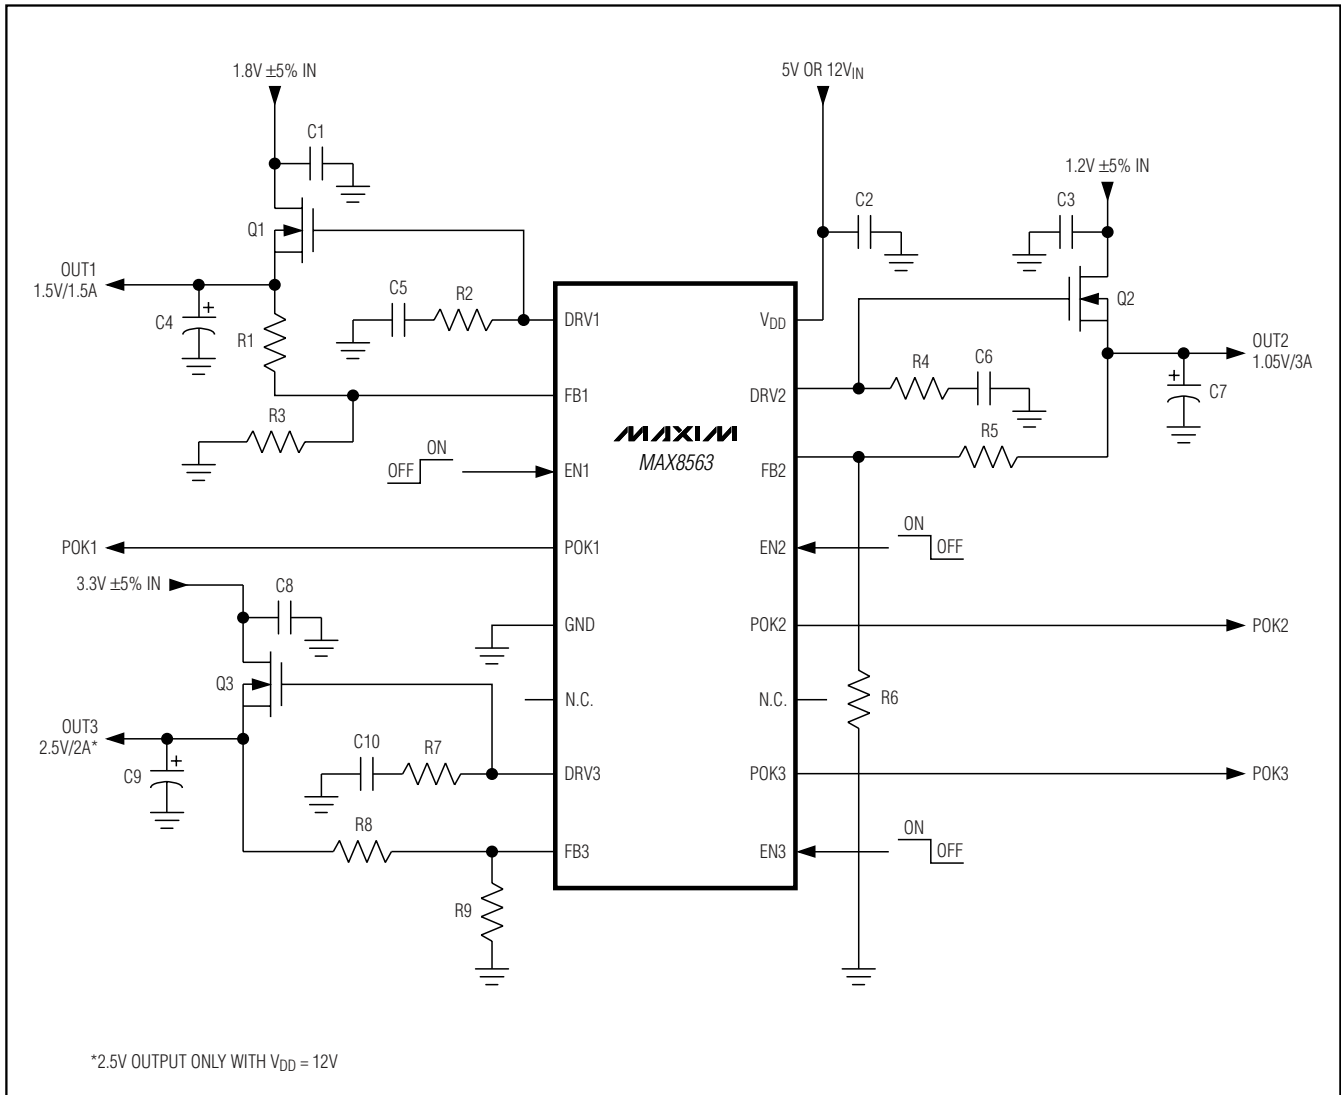 1.8V ±5% IN
5V OR 12VIN
C1
1.2V ±5% IN
C2
C3
Q1
OUT1
1.5V/1.5A
C4
+
C5
R2
R1
DRV1
VDD
Q2
OUT2
1.05V/3A
R4
C6
+
C7
R3
FB1
DRV2
MAXIM
MAX8563
R5
OFF
ON
EN1
FB2
POK1
POK1
EN2
ON
OFF
3.3V ±5% IN
C8
GND
POK2
POK2
Q3
N.C.
N.C.
R6
OUT3
2.5V/2A*
C9
+
C10
R7
DRV3
POK3
POK3
R8
FB3
EN3
ON
OFF
R9
*2.5V OUTPUT ONLY WITH VDD = 12V